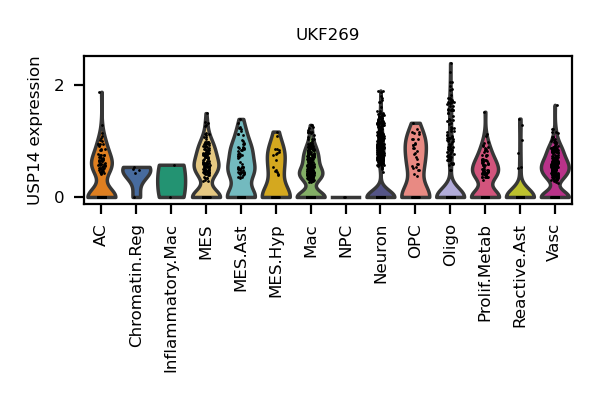 UKF269
USP14 expression
2
0
AC
Chromatin.Reg
Inflammatory.Mac
MES
MES.Ast
MES.Hyp
Mac
NPC
Neuron
OPC
Oligo
Prolif.Metab
Reactive.Ast
Vasc